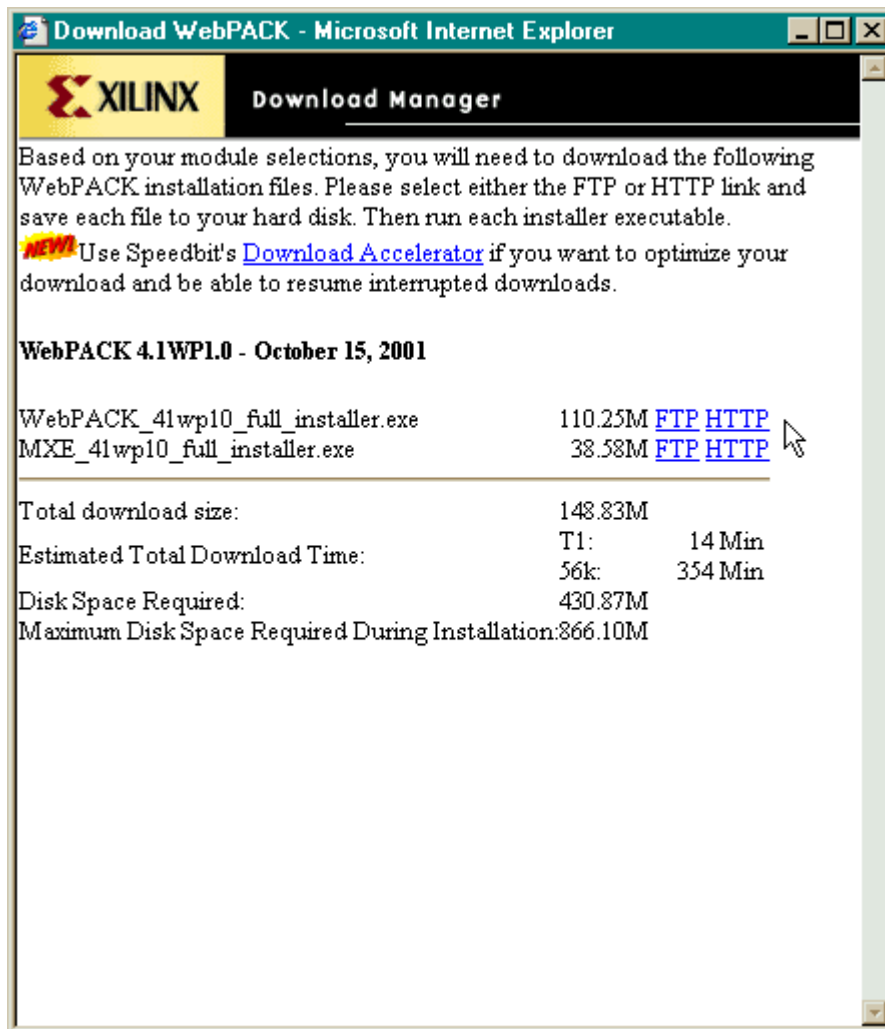 Download WebPACK - Microsoft Internet Explorer
XILINX Download Manager
Based on your module selections, you will need to download the following
WebPACK installation files. Please select either the FTP or HTTP link and
save each file to your hard disk. Then run each installer executable.
NEW! Use Speedbit's Download Accelerator if you want to optimize your
download and be able to resume interrupted downloads.
WebPACK 4.1WP1.0 - October 15, 2001
WebPACK_41wp10_full_installer.exe 110.25M FTP HTTP
MXE_41wp10_full_installer.exe 38.58M FTP HTTP
Total download size: 148.83M
Estimated Total Download Time: T1: 14 Min
56k: 354 Min
Disk Space Required: 430.87M
Maximum Disk Space Required During Installation:866.10M